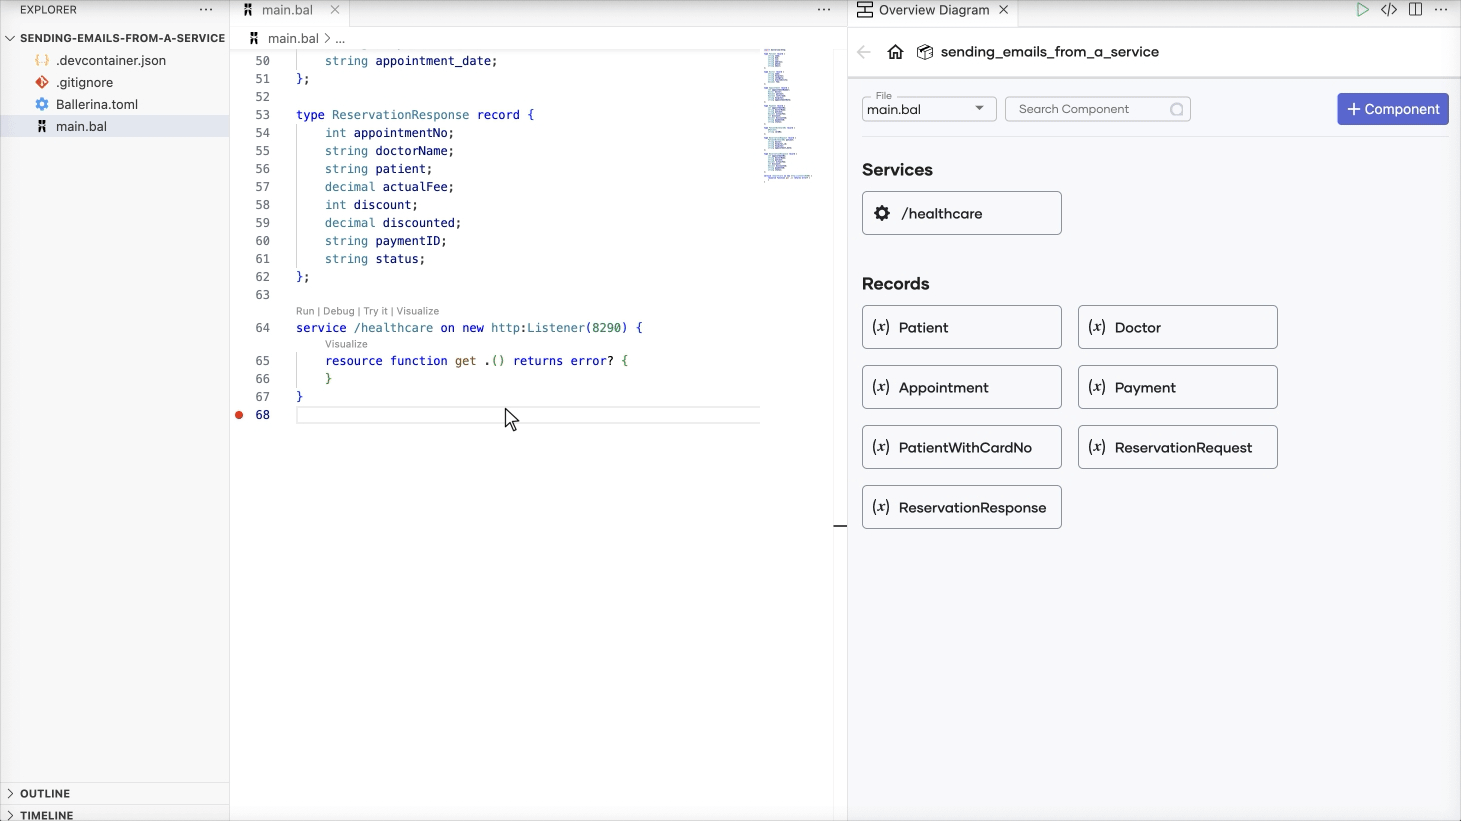 EXPLORER
SENDING-EMAILS-FROM-A-SERVICE
.devcontainer.json
.gitignore
Ballerina.toml
main.bal
OUTLINE
TIMELINE
main.bal
main.bal > ...
50 string appointment_date;
51 };
52
53 type ReservationResponse record {
54 int appointmentNo;
55 string doctorName;
56 string patient;
57 decimal actualFee;
58 int discount;
59 decimal discounted;
60 string paymentID;
61 string status;
62 };
63
Run | Debug | Try it | Visualize
64 service /healthcare on new http:Listener(8290) {
Visualize
65 resource function get .() returns error? {
66 }
67 }
68
Overview Diagram
sending_emails_from_a_service
File
main.bal
Search Component
+ Component
Services
/healthcare
Records
(x) Patient
(x) Doctor
(x) Appointment
(x) Payment
(x) PatientWithCardNo
(x) ReservationRequest
(x) ReservationResponse